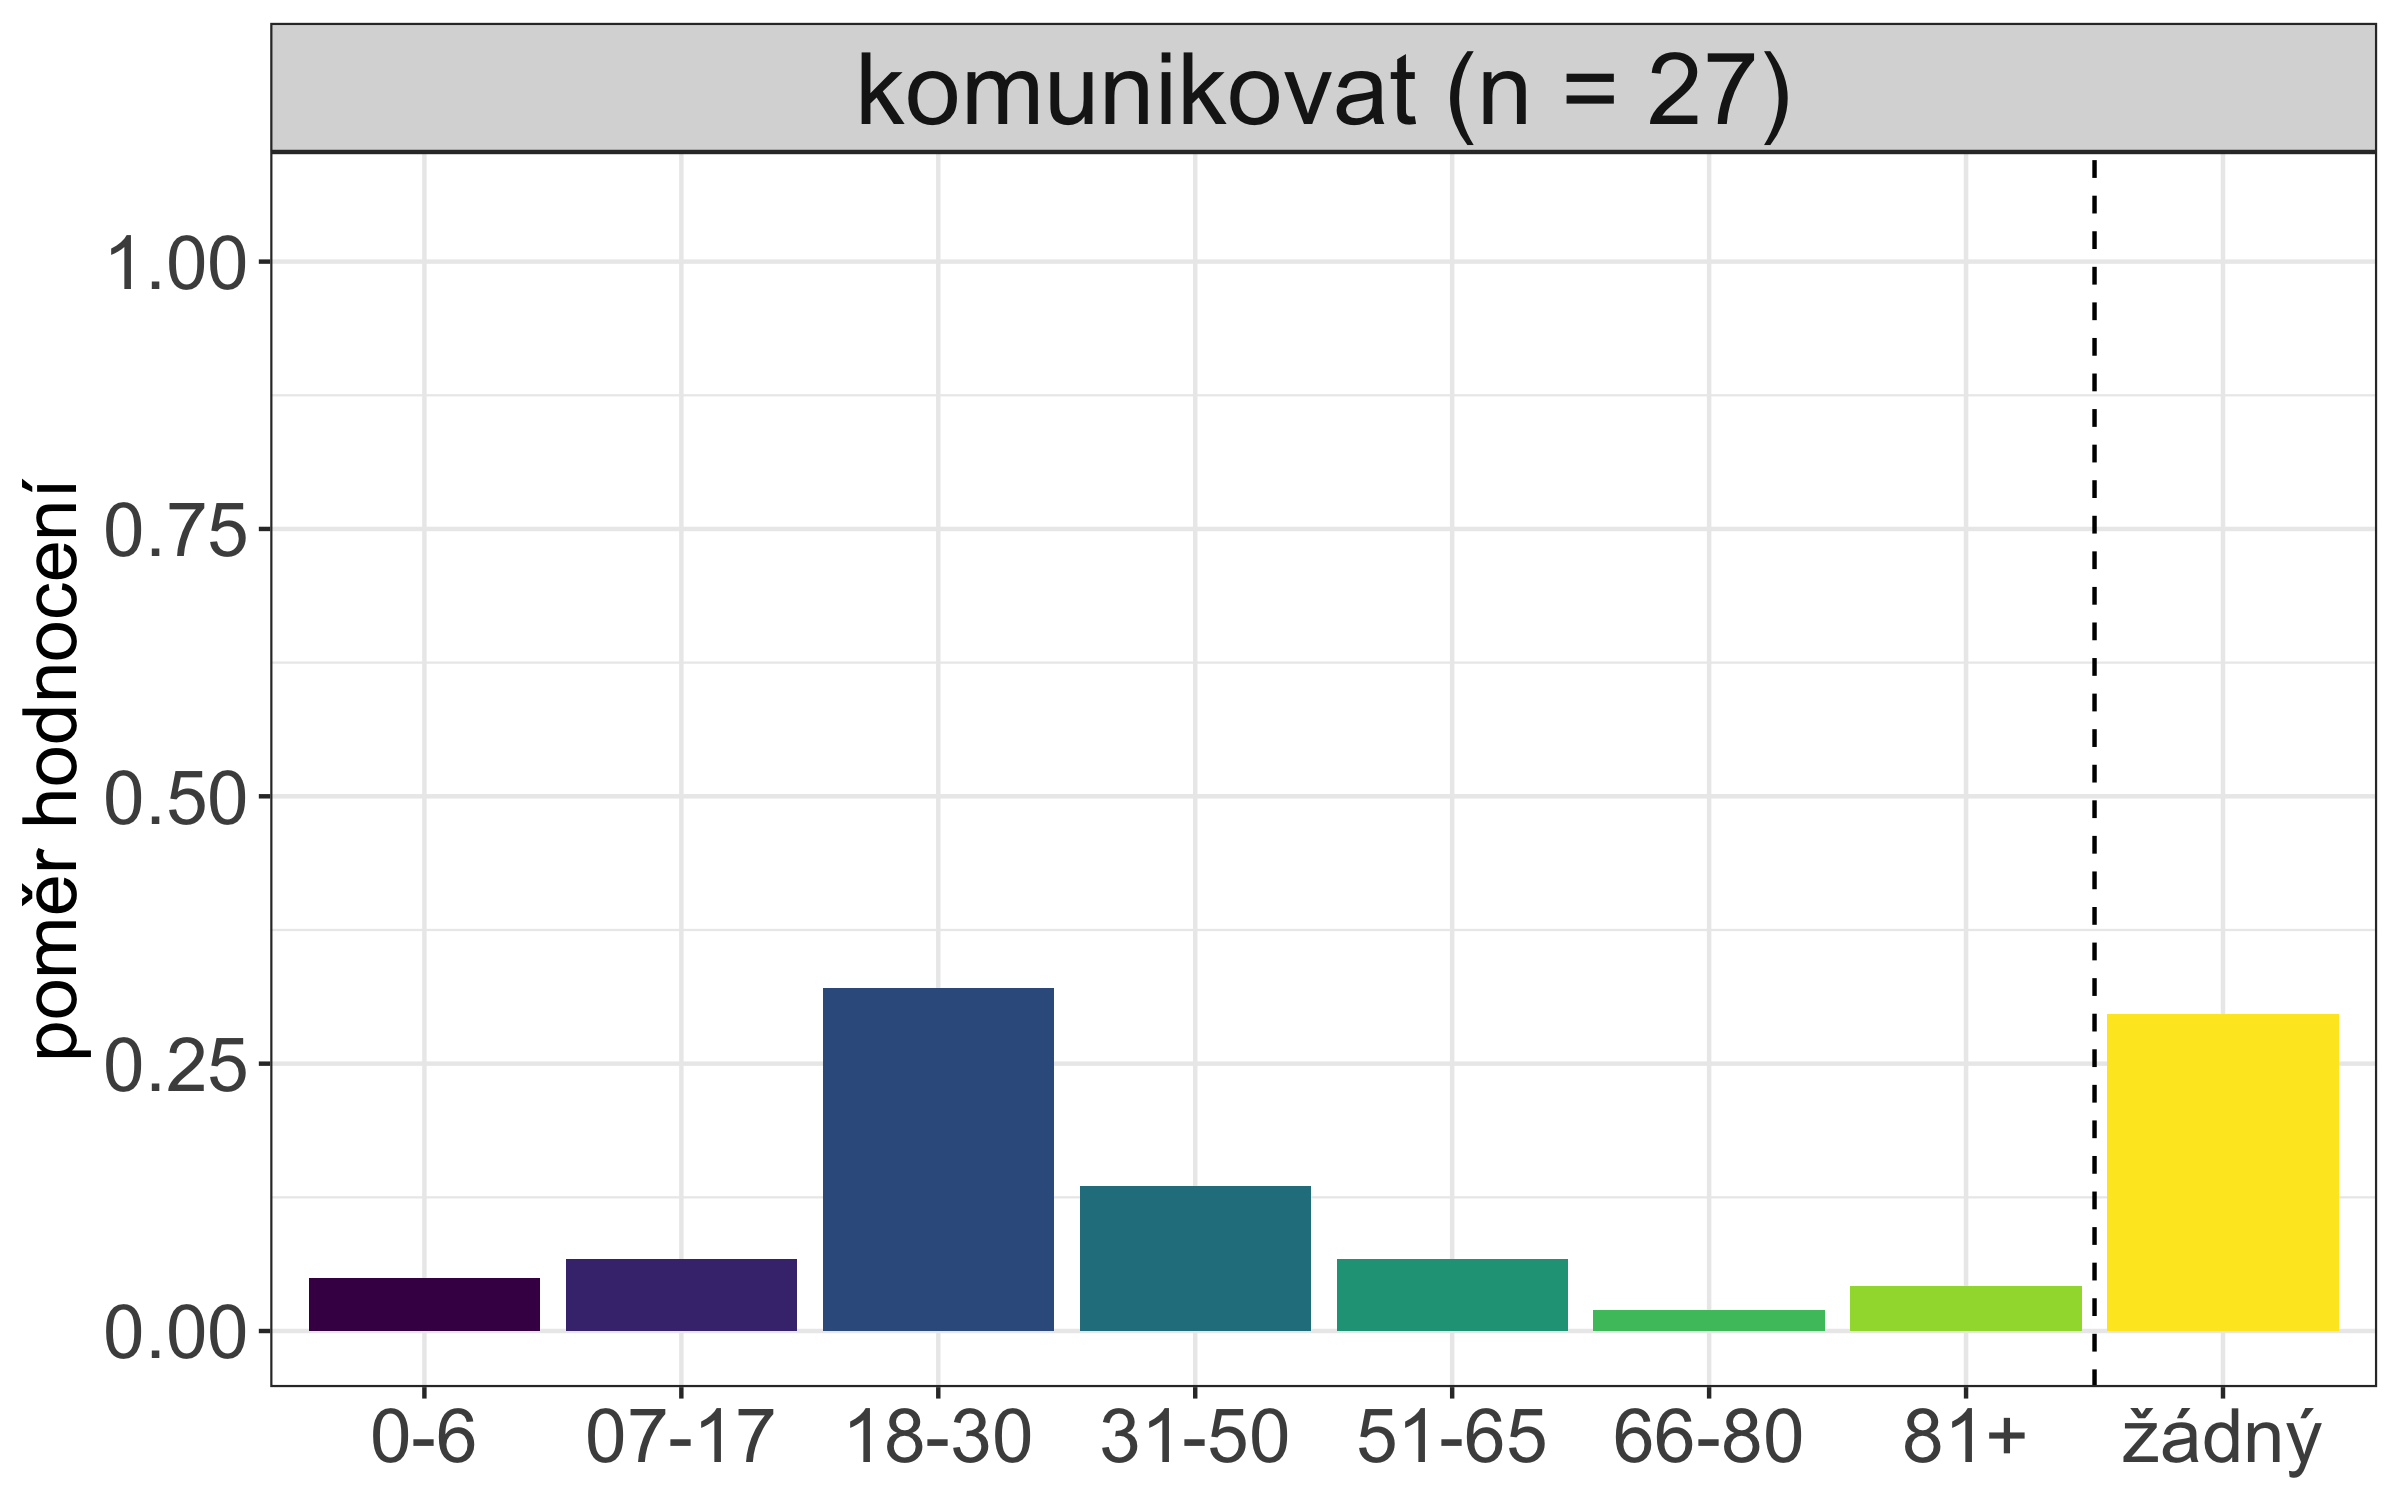 komunikovat (n = 27)
poměr hodnocení
1.00
0.75
0.50
0.25
0.00
0-6 07-17 18-30 31-50 51-65 66-80 81+ žádný